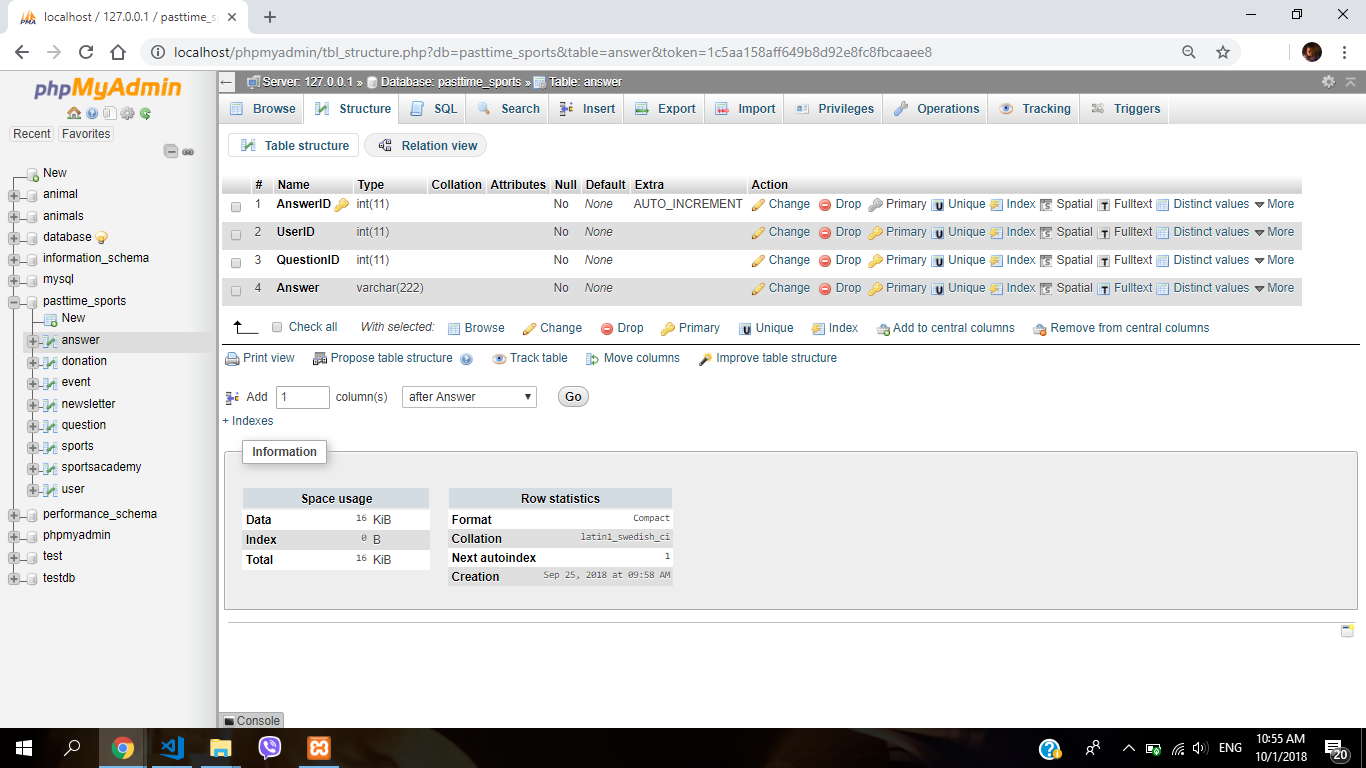 localhost / 127.0.0.1 / pasttime_s
localhost/phpmyadmin/tbl_structure.php?db=pasttime_sports&table=answer&token=1c5aa158aff649b8d92e8fc8fbcaaee8
phpMyAdmin
Recent Favorites
New
animal
animals
database
information_schema
mysql
pasttime_sports
New
answer
donation
event
newsletter
question
sports
sportsacademy
user
performance_schema
phpmyadmin
test
testdb
Server: 127.0.0.1 » Database: pasttime_sports » Table: answer
Browse Structure SQL Search Insert Export Import Privileges Operations Tracking Triggers
Table structure Relation view
# Name Type Collation Attributes Null Default Extra Action
1 AnswerID int(11) No None AUTO_INCREMENT Change Drop Primary Unique Index Spatial Fulltext Distinct values More
2 UserID int(11) No None Change Drop Primary Unique Index Spatial Fulltext Distinct values More
3 QuestionID int(11) No None Change Drop Primary Unique Index Spatial Fulltext Distinct values More
4 Answer varchar(222) No None Change Drop Primary Unique Index Spatial Fulltext Distinct values More
Check all With selected: Browse Change Drop Primary Unique Index Add to central columns Remove from central columns
Print view Propose table structure Track table Move columns Improve table structure
Add 1 column(s) after Answer Go
+ Indexes
Information
Space usage
Data 16 KiB
Index 0 B
Total 16 KiB
Row statistics
Format Compact
Collation latin1_swedish_ci
Next autoindex 1
Creation Sep 25, 2018 at 09:58 AM
Console
ENG
10:55 AM
10/1/2018
20